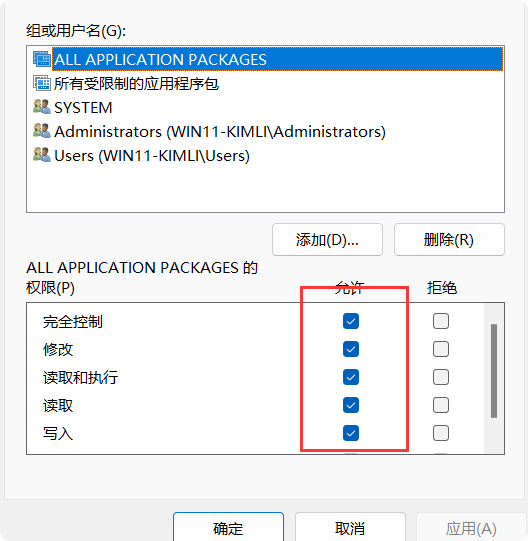 组或用户名(G):
ALL APPLICATION PACKAGES
所有受限制的应用程序包
SYSTEM
Administrators (WIN11-KIMLI\Administrators)
Users (WIN11-KIMLI\Users)
添加(D)... 删除(R)
ALL APPLICATION PACKAGES 的
权限(P) 允许 拒绝
完全控制
修改
读取和执行
读取
写入
确定 取消 应用(A)